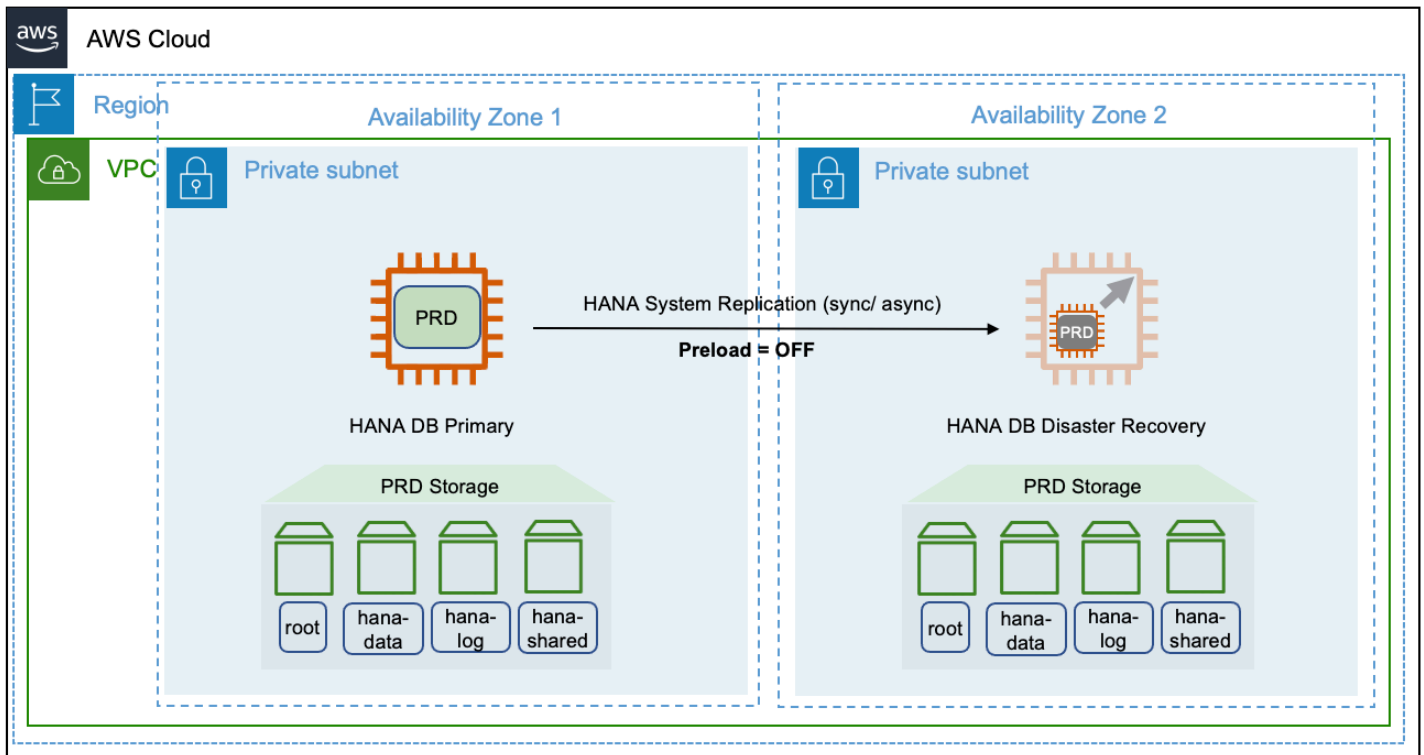 aws
AWS Cloud
Region
Availability Zone 1
Availability Zone 2
VPC
Private subnet
Private subnet
PRD
HANA System Replication (sync/ async)
Preload = OFF
PRD
HANA DB Primary
HANA DB Disaster Recovery
PRD Storage
PRD Storage
root
hana-
data
hana-
log
hana-
shared
root
hana-
data
hana-
log
hana-
shared